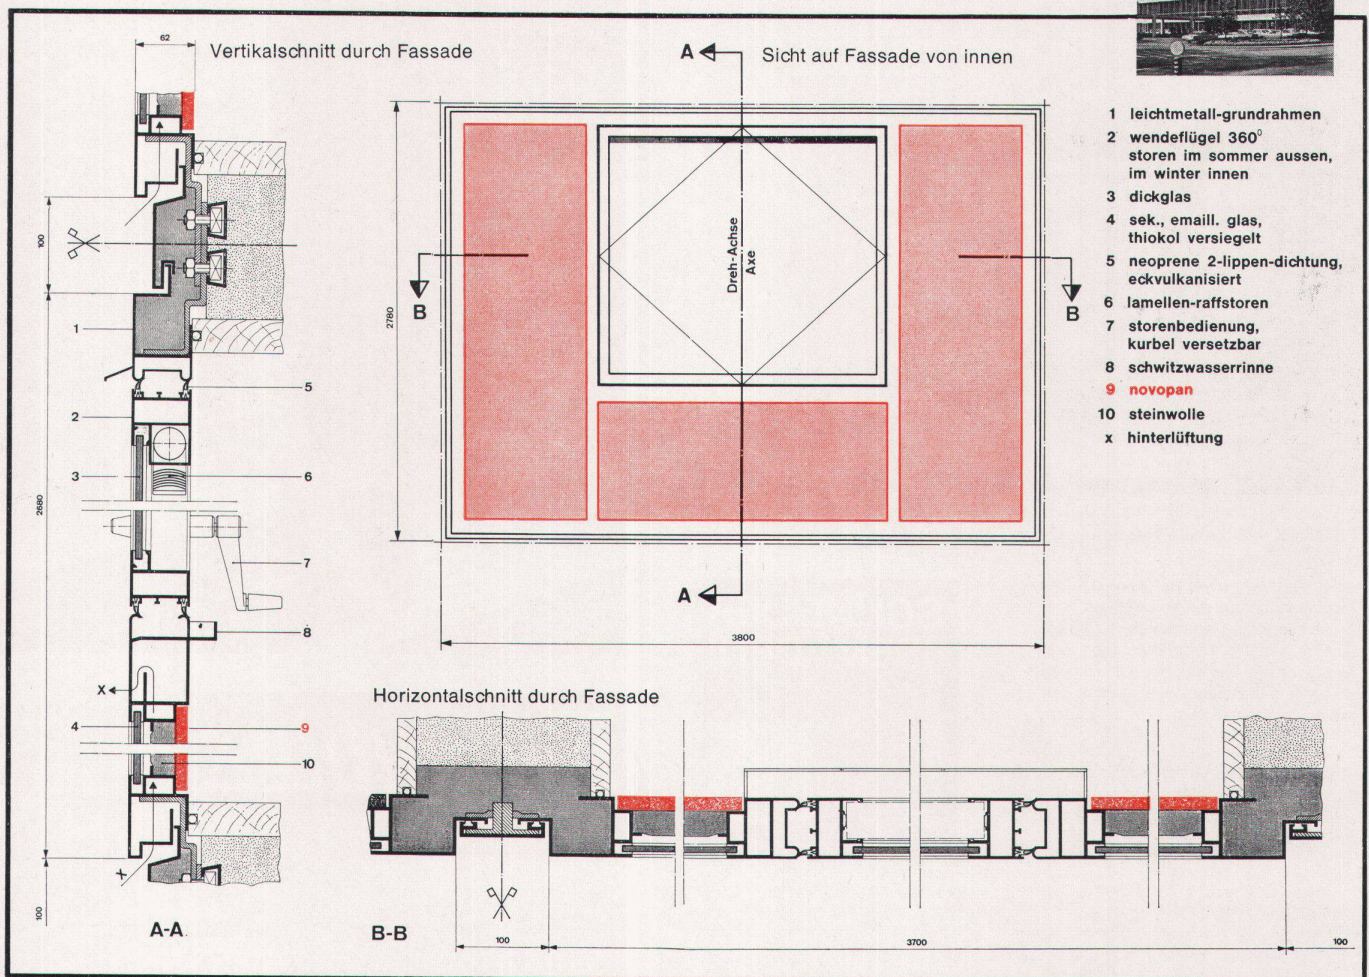 62
Vertikalschnitt durch Fassade
100
1
5
2
3
6
2680
7
8
x
4
9
10
x
100
A-A
A
Sicht auf Fassade von innen
2780
Dreh-Achse
Axe
B
B
A
3800
1 leichtmetall-grundrahmen
2 wendeflügel 360⁰
storen im sommer aussen,
im winter innen
3 dickglas
4 sek., emaill. glas,
thiokol versiegelt
5 neoprene 2-lippen-dichtung,
eckvulkanisiert
6 lamellen-raffstoren
7 storenbedienung,
kurbel versetzbar
8 schwitzwasserrinne
9 novopan
10 steinwolle
x hinterlüftung
Horizontalschnitt durch Fassade
B-B
100
3700
100